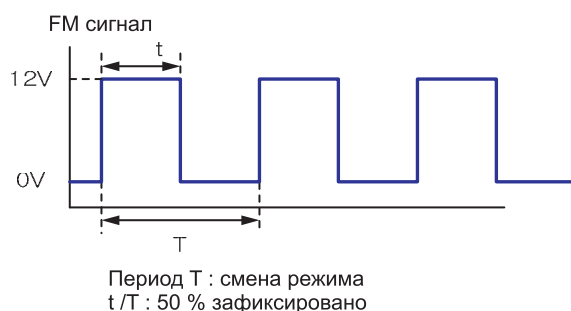 FM сигнал
t
12V
0V
T
Период T : смена режима
t /T : 50 % зафиксировано